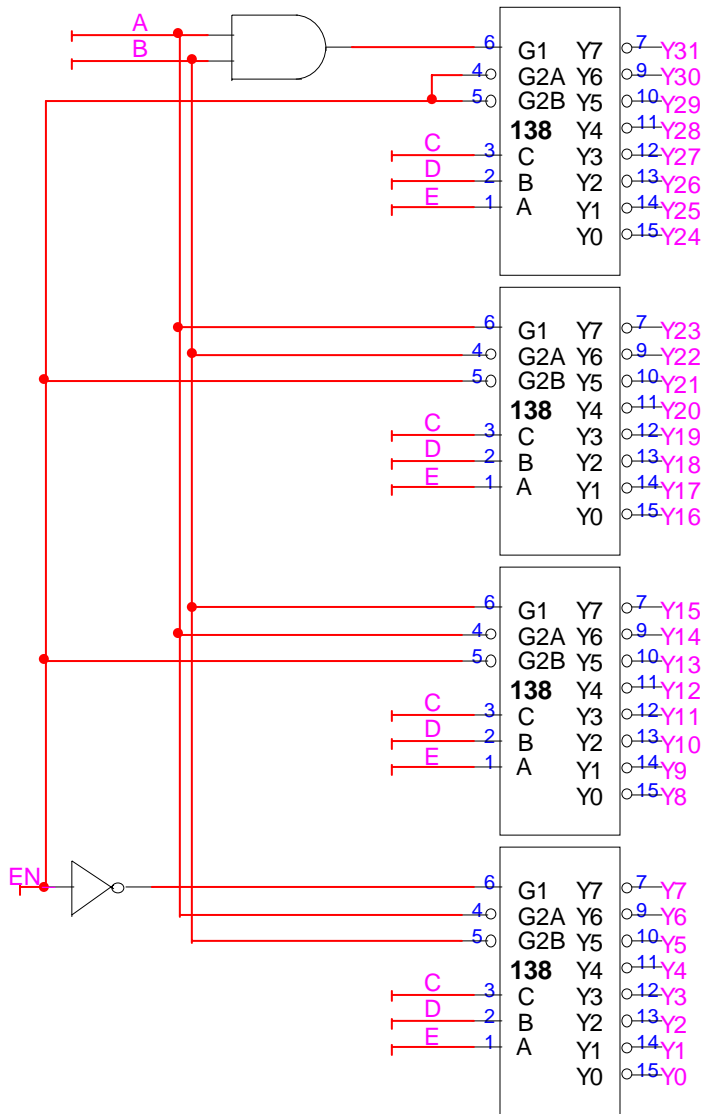 A
B
6 G1 Y7 7 Y31
4 G2A Y6 9 Y30
5 G2B Y5 10 Y29
138 Y4 11 Y28
C 3 C Y3 12 Y27
D 2 B Y2 13 Y26
E 1 A Y1 14 Y25
Y0 15 Y24
6 G1 Y7 7 Y23
4 G2A Y6 9 Y22
5 G2B Y5 10 Y21
138 Y4 11 Y20
C 3 C Y3 12 Y19
D 2 B Y2 13 Y18
E 1 A Y1 14 Y17
Y0 15 Y16
6 G1 Y7 7 Y15
4 G2A Y6 9 Y14
5 G2B Y5 10 Y13
138 Y4 11 Y12
C 3 C Y3 12 Y11
D 2 B Y2 13 Y10
E 1 A Y1 14 Y9
Y0 15 Y8
EN
6 G1 Y7 7 Y7
4 G2A Y6 9 Y6
5 G2B Y5 10 Y5
138 Y4 11 Y4
C 3 C Y3 12 Y3
D 2 B Y2 13 Y2
E 1 A Y1 14 Y1
Y0 15 Y0